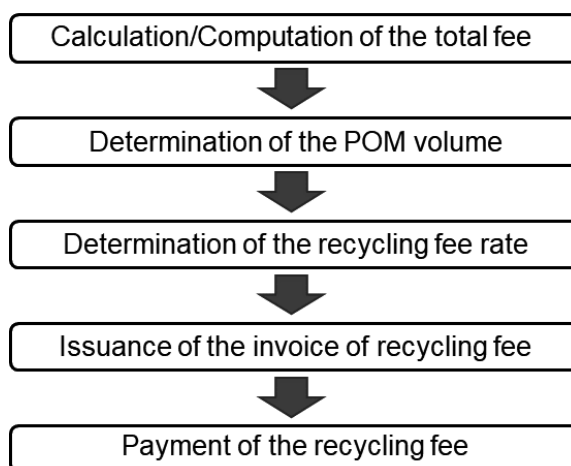 Calculation/Computation of the total fee
Determination of the POM volume
Determination of the recycling fee rate
Issuance of the invoice of recycling fee
Payment of the recycling fee